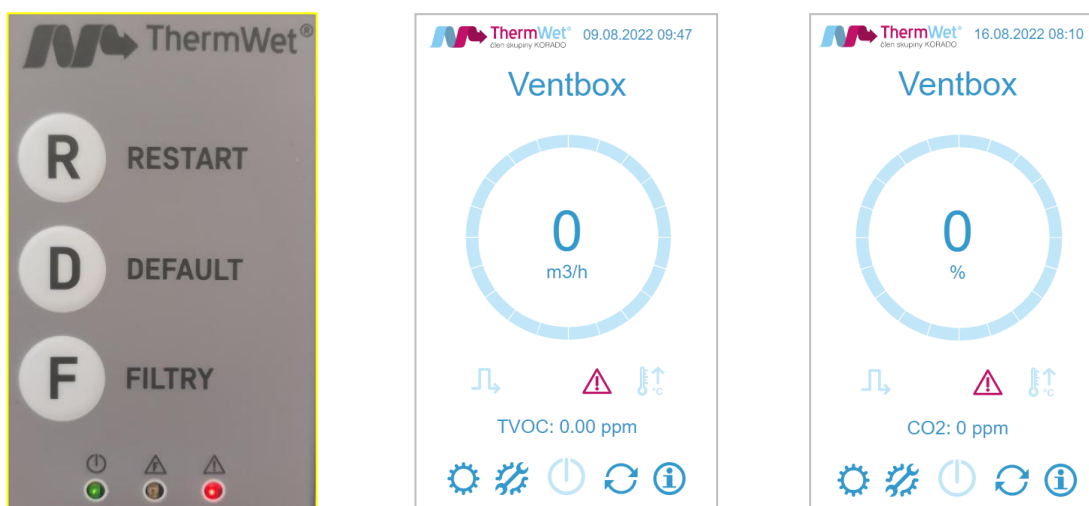 ThermWet®
R RESTART
D DEFAULT
F FILTRY
F
ThermWet® 09.08.2022 09:47
člen skupiny KORADO
Ventbox
0
m3/h
°C
TVOC: 0.00 ppm
ThermWet® 16.08.2022 08:10
člen skupiny KORADO
Ventbox
0
%
°C
CO2: 0 ppm